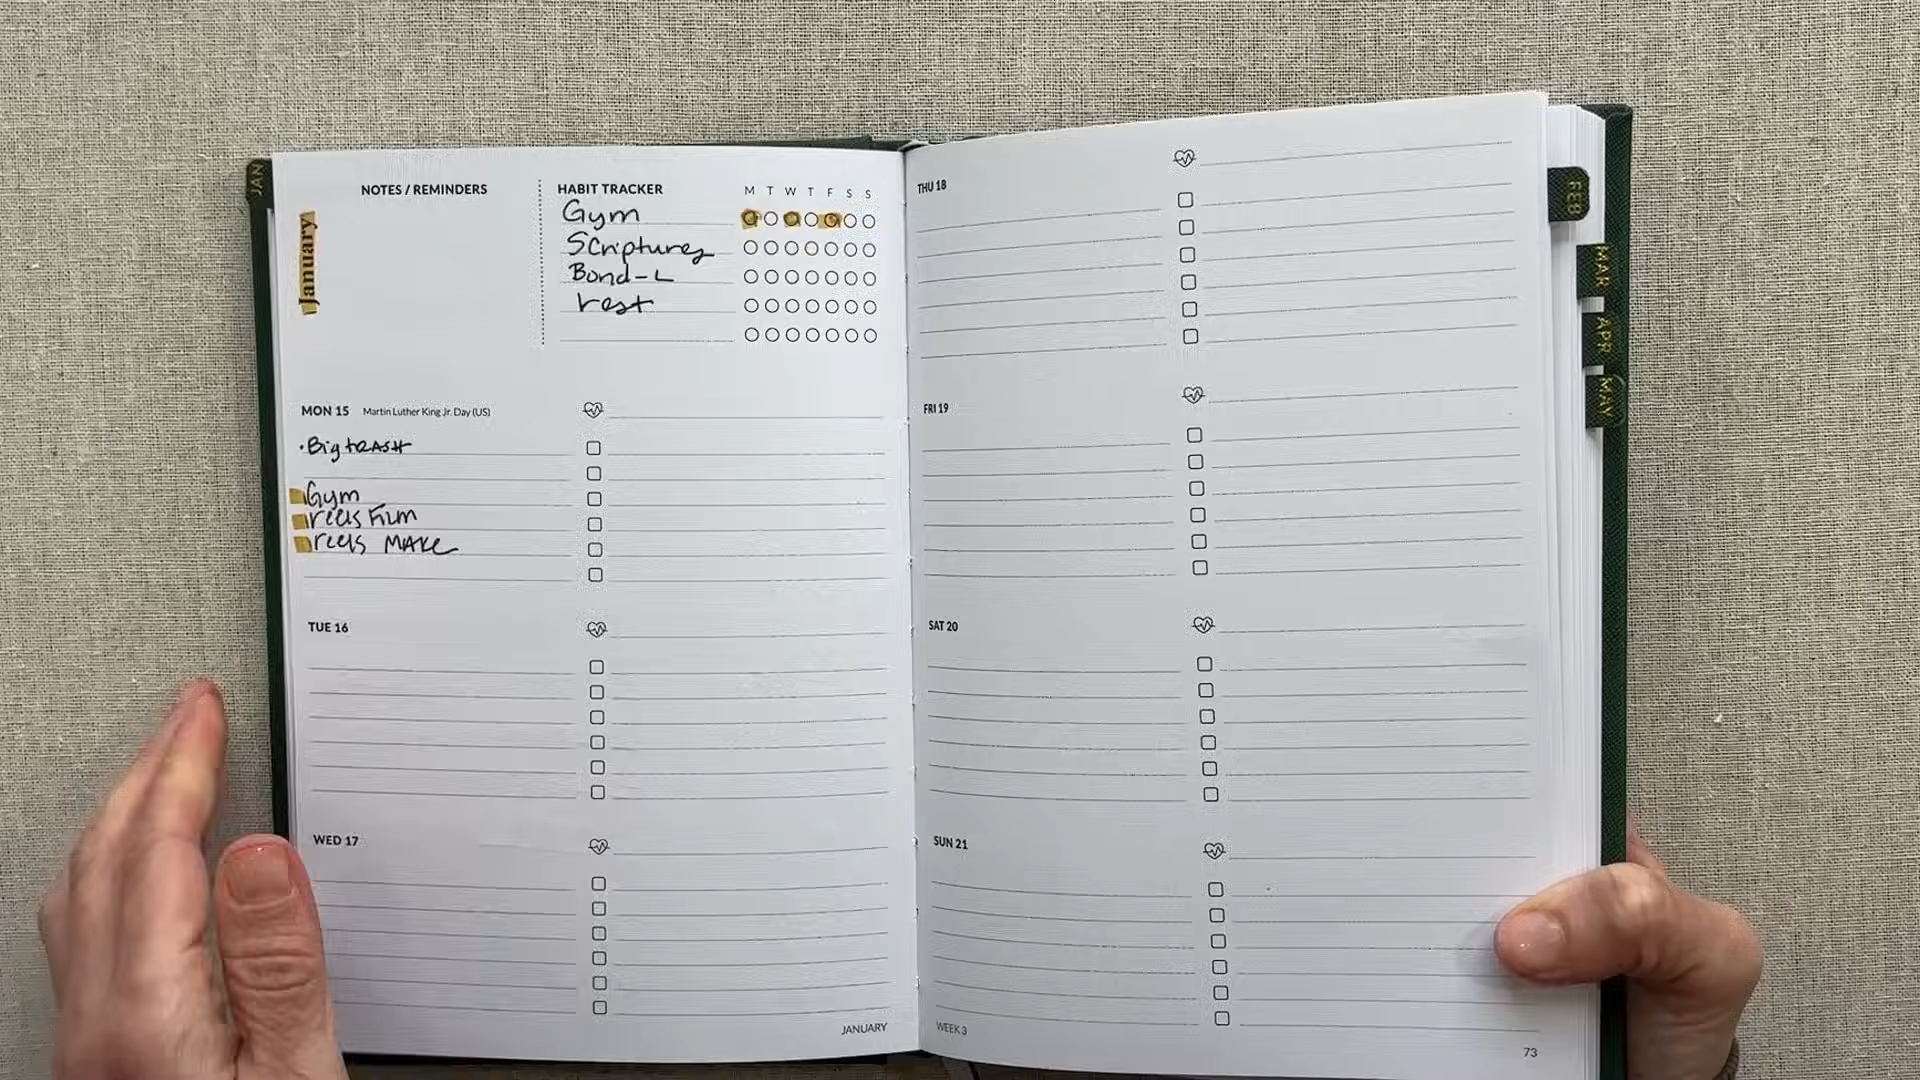 JAN
NOTES / REMINDERS
January
HABIT TRACKER
M T W T F S S
Gym
Scriptures
Bond-L
rest
MON 15 Martin Luther King Jr. Day (US)
·Big trash
Gym
reels Film
reels MAKE
TUE 16
WED 17
JANUARY
THU 18
FRI 19
SAT 20
SUN 21
WEEK 3
73
FEB
MAR
APR
MAY